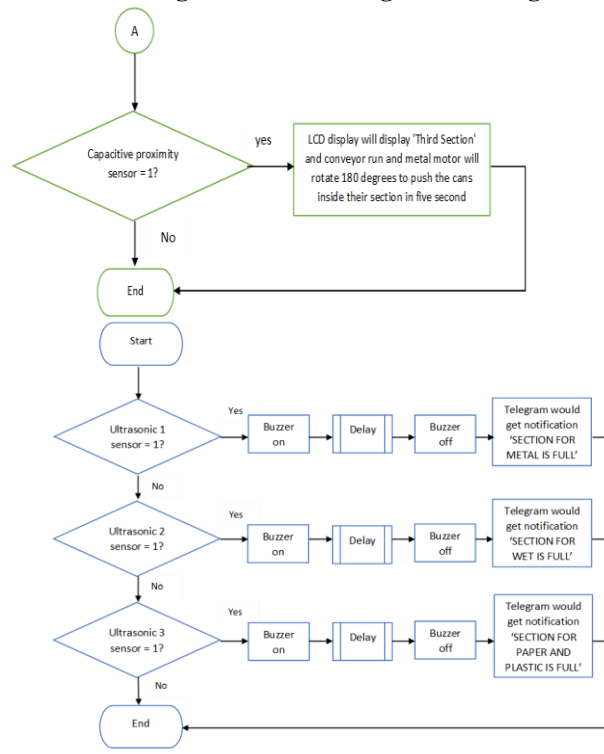 A
Capacitive proximity
sensor = 1?
yes
LCD display will display 'Third Section'
and conveyor run and metal motor will
rotate 180 degrees to push the cans
inside their section in five second
No
End
Start
Ultrasonic 1
sensor = 1?
Yes
Buzzer
on
Delay
Buzzer
off
Telegram would
get notification
'SECTION FOR
METAL IS FULL'
No
Ultrasonic 2
sensor = 1?
Yes
Buzzer
on
Delay
Buzzer
off
Telegram would
get notification
'SECTION FOR
WET IS FULL'
No
Ultrasonic 3
sensor = 1?
Yes
Buzzer
on
Delay
Buzzer
off
Telegram would
get notification
'SECTION FOR
PAPER AND
PLASTIC IS FULL'
No
End